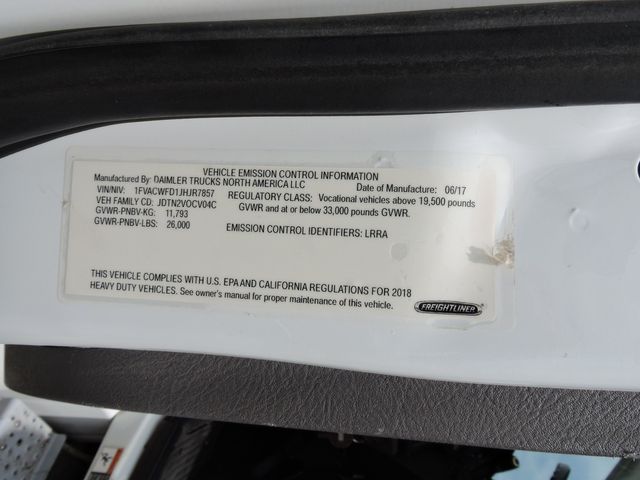 VEHICLE EMISSION CONTROL INFORMATION
Manufactured By: DAIMLER TRUCKS NORTH AMERICA LLC Date of Manufacture: 06/17
VIN/NIV: 1FVACWFD1JHJR7857 REGULATORY CLASS: Vocational vehicles above 19,500 pounds
VEH FAMILY CD: JDTN2VOCV04C GVWR and at or below 33,000 pounds GVWR.
GVWR-PNBV-KG: 11,793
GVWR-PNBV-LBS: 26,000 EMISSION CONTROL IDENTIFIERS: LRRA
THIS VEHICLE COMPLIES WITH U.S. EPA AND CALIFORNIA REGULATIONS FOR 2018
HEAVY DUTY VEHICLES. See owner's manual for proper maintenance of this vehicle.
FREIGHTLINER